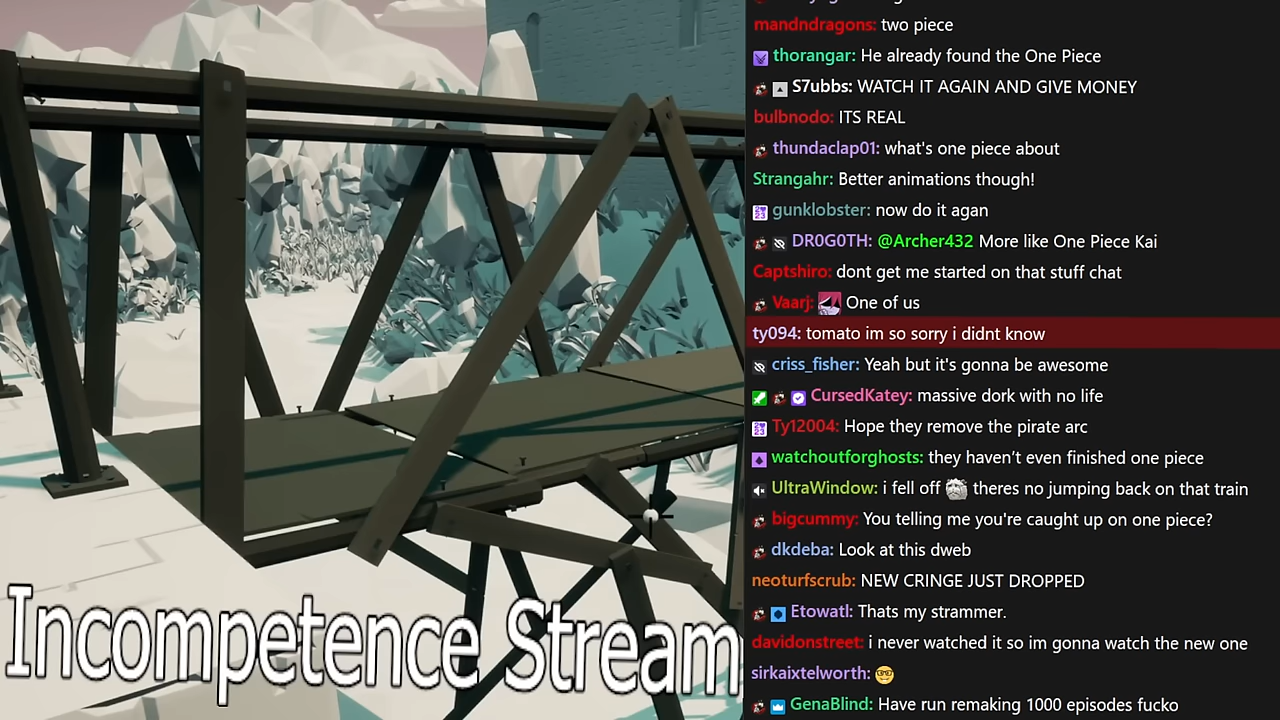 mandndragons: two piece
thorangar: He already found the One Piece
S7ubbs: WATCH IT AGAIN AND GIVE MONEY
bulbnodo: ITS REAL
thundaclap01: what's one piece about
Strangahr: Better animations though!
gunklobster: now do it agan
DR0G0TH: @Archer432 More like One Piece Kai
Captshiro: dont get me started on that stuff chat
Vaarj: One of us
ty094: tomato im so sorry i didnt know
criss_fisher: Yeah but it's gonna be awesome
CursedKatey: massive dork with no life
Ty12004: Hope they remove the pirate arc
watchoutforghosts: they haven’t even finished one piece
UltraWindow: i fell off theres no jumping back on that train
bigcummy: You telling me you're caught up on one piece?
dkdeba: Look at this dweb
neoturfscrub: NEW CRINGE JUST DROPPED
Etowatl: Thats my strammer.
davidonstreet: i never watched it so im gonna watch the new one
sirkaixtelworth: 🤓
GenaBlind: Have run remaking 1000 episodes fucko
Incompetence Stream